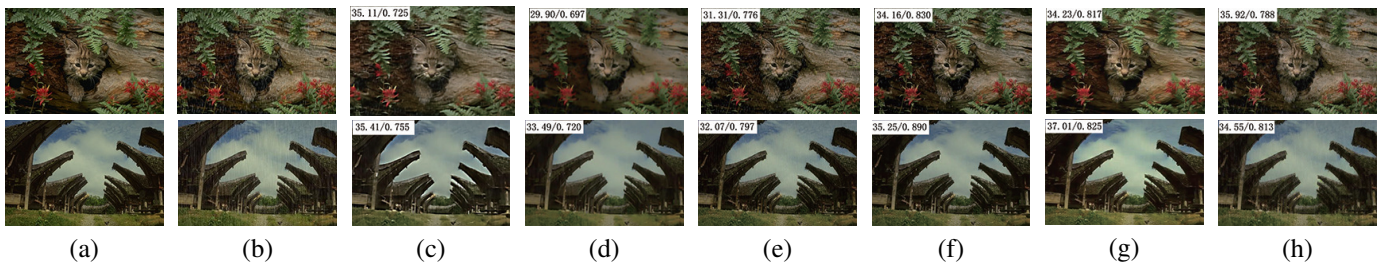 35. 11/0. 725 29. 90/0. 697 31. 31/0. 776 34. 16/0. 830 34. 23/0. 817 35. 92/0. 788
35. 41/0. 755 33. 49/0. 720 32. 07/0. 797 35. 25/0. 890 37. 01/0. 825 34. 55/0. 813
(a) (b) (c) (d) (e) (f) (g) (h)